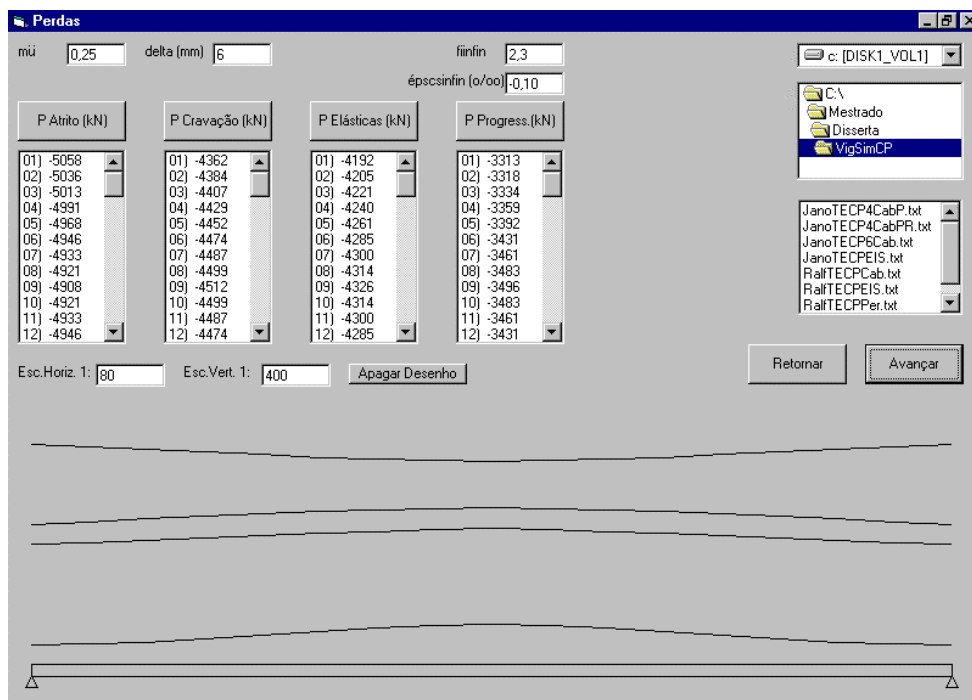 Perdas
mü 0,25 delta (mm) 6 fiinfin 2,3
épscsinfin (o/oo) -0,10
c: [DISK1_VOL1]
C:\
Mestrado
Disserta
VigSimCP
P Atrito (kN) P Cravação (kN) P Elásticas (kN) P Progress.(kN)
01) -5058 01) -4362 01) -4192 01) -3313
02) -5036 02) -4384 02) -4205 02) -3318
03) -5013 03) -4407 03) -4221 03) -3334
04) -4991 04) -4429 04) -4240 04) -3359
05) -4968 05) -4452 05) -4261 05) -3392
06) -4946 06) -4474 06) -4285 06) -3431
07) -4933 07) -4487 07) -4300 07) -3461
08) -4921 08) -4499 08) -4314 08) -3483
09) -4908 09) -4512 09) -4326 09) -3496
10) -4921 10) -4499 10) -4314 10) -3483
11) -4933 11) -4487 11) -4300 11) -3461
12) -4946 12) -4474 12) -4285 12) -3431
JanoTECP4CabP.txt
JanoTECP4CabPR.txt
JanoTECP6Cab.txt
JanoTECPEIS.txt
RalfTECPCab.txt
RalfTECPEIS.txt
RalfTECPPer.txt
Esc.Horiz. 1: 80 Esc.Vert. 1: 400 Apagar Desenho
Retornar Avançar